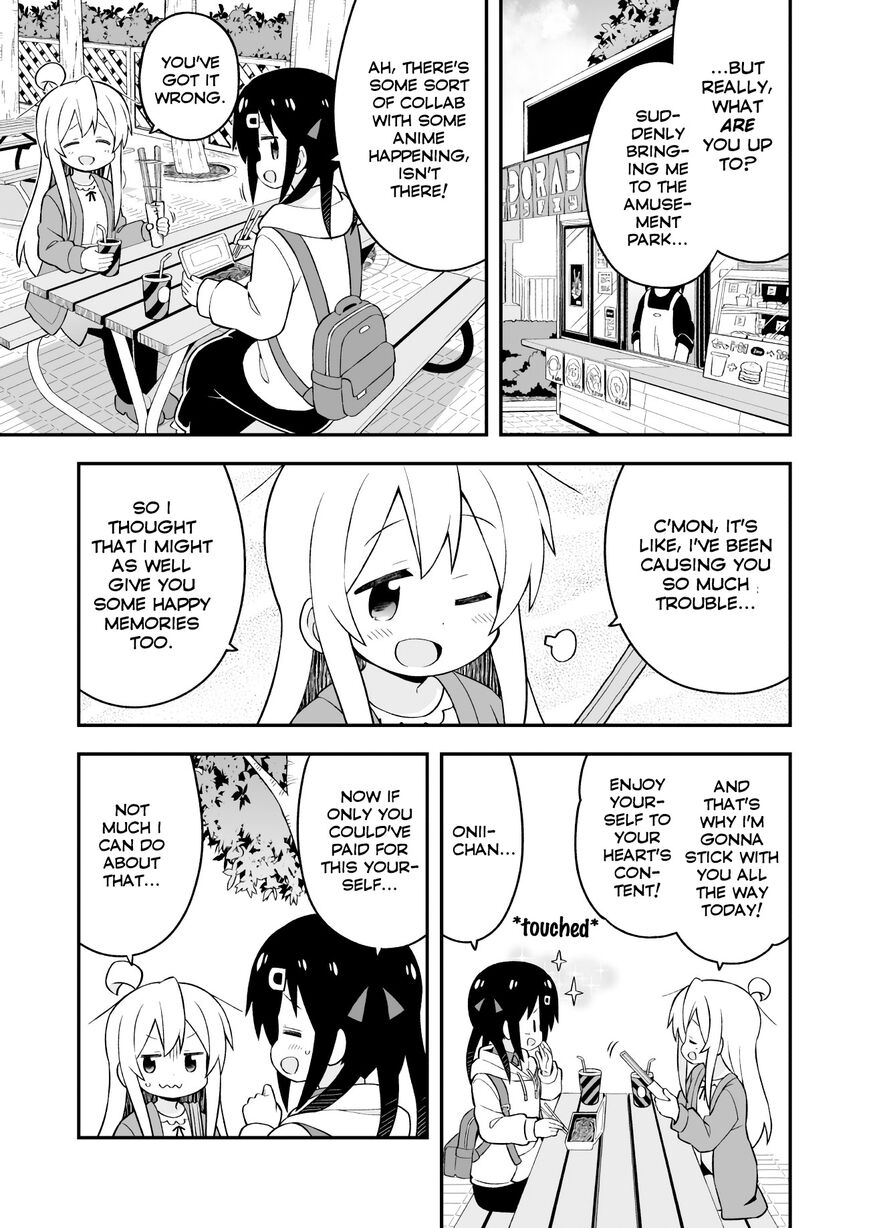 ...BUT
REALLY,
WHAT
ARE
YOU UP
TO?
SUD-
DENLY
BRING-
ING ME
TO THE
AMUSE-
MENT
PARK...
DORAD
AH, THERE'S
SOME SORT
OF COLLAB
WITH SOME
ANIME
HAPPENING,
ISN'T
THERE!
YOU'VE
GOT IT
WRONG.
C'MON, IT'S
LIKE, I'VE BEEN
CAUSING YOU
SO MUCH
TROUBLE...
SO I
THOUGHT
THAT I MIGHT
AS WELL
GIVE YOU
SOME HAPPY
MEMORIES
TOO.
AND
THAT'S
WHY I'M
GONNA
STICK WITH
YOU ALL
THE WAY
TODAY!
ENJOY
YOUR-
SELF TO
YOUR
HEART'S
CON-
TENT!
ONII-
CHAN...
*touched*
NOW IF
ONLY YOU
COULD'VE
PAID FOR
THIS YOUR-
SELF...
NOT
MUCH I
CAN DO
ABOUT
THAT...